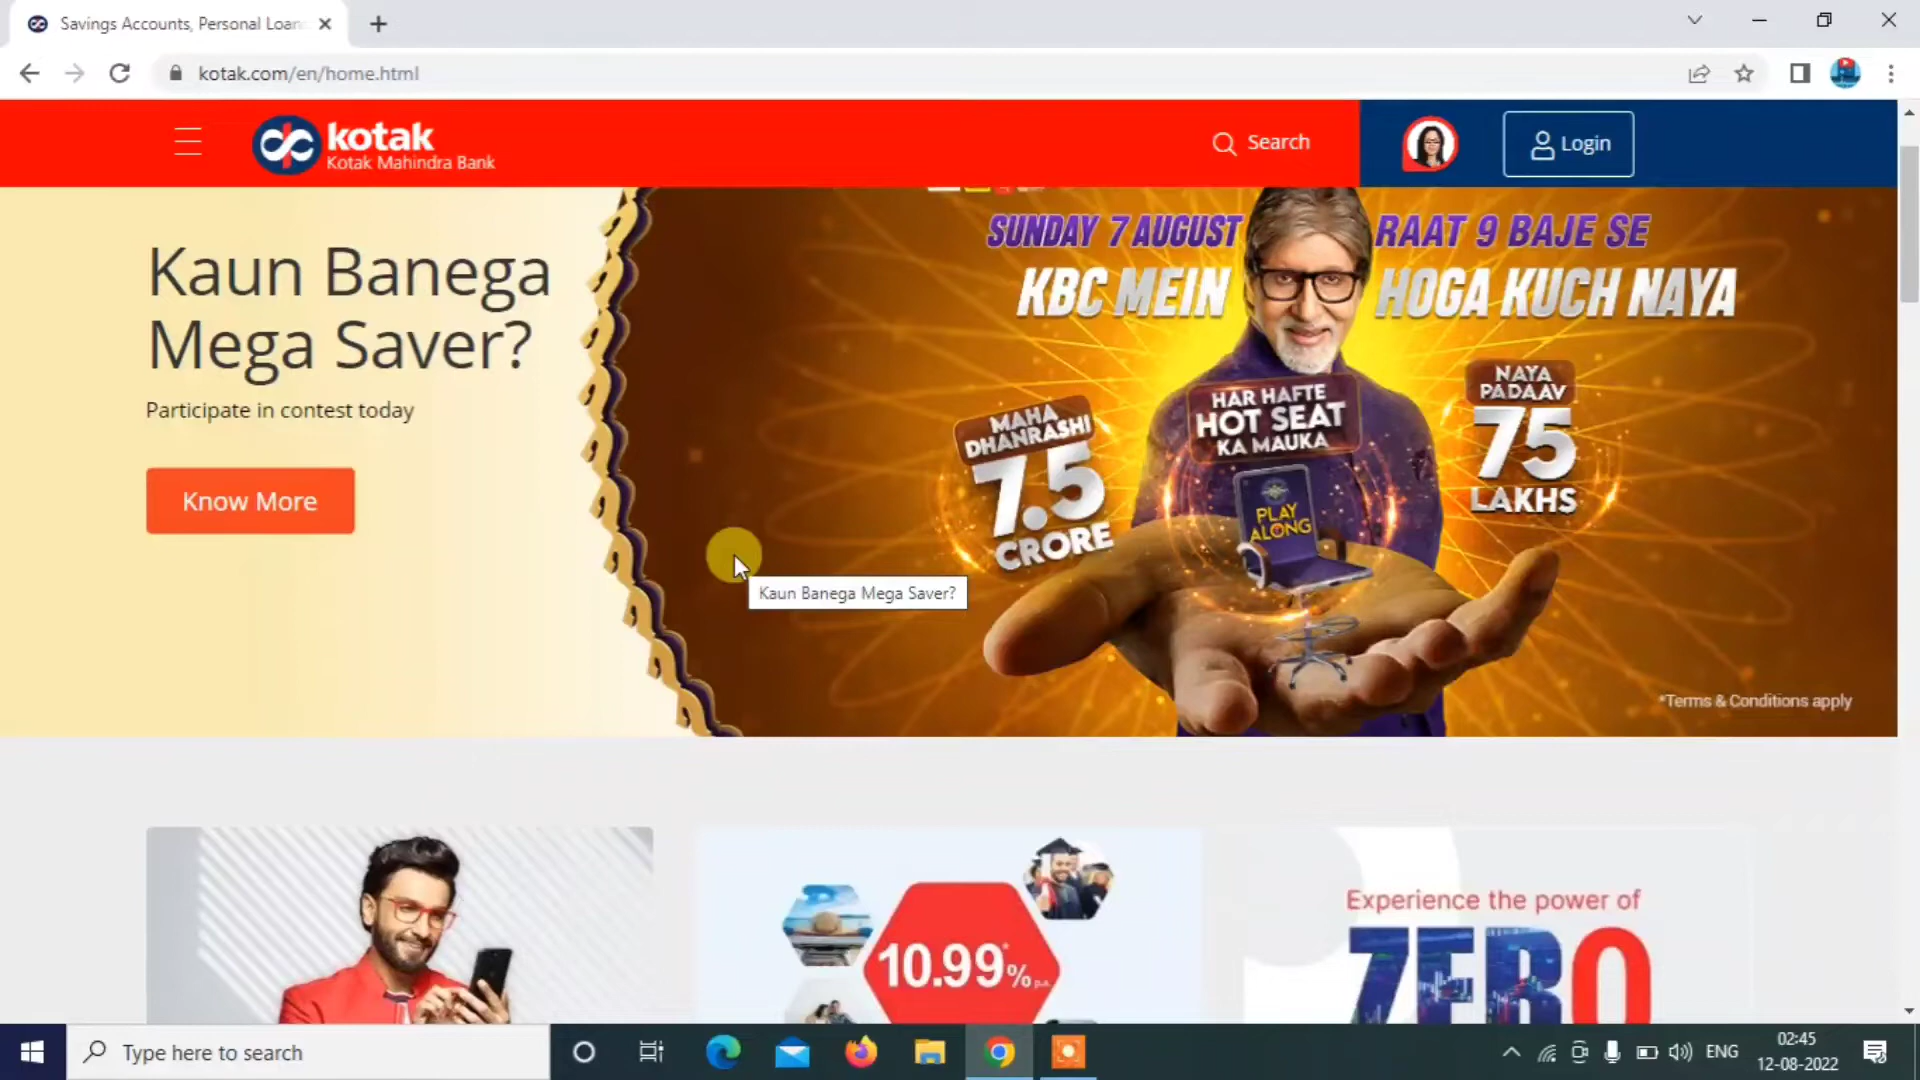 Savings Accounts, Personal Loan
kotak.com/en/home.html
kotak
Kotak Mahindra Bank
Search
Login
Kaun Banega
Mega Saver?
Participate in contest today
Know More
SUNDAY 7 AUGUST
RAAT 9 BAJE SE
KBC MEIN
HOGA KUCH NAYA
MAHA
DHANRASHI
7.5
CRORE
HAR HAFTE
HOT SEAT
KA MAUKA
PLAY
ALONG
NAYA
PADAAV
75
LAKHS
Kaun Banega Mega Saver?
*Terms & Conditions apply
10.99*% p.a.
Experience the power of
ZERO
Type here to search
ENG
02:45
12-08-2022